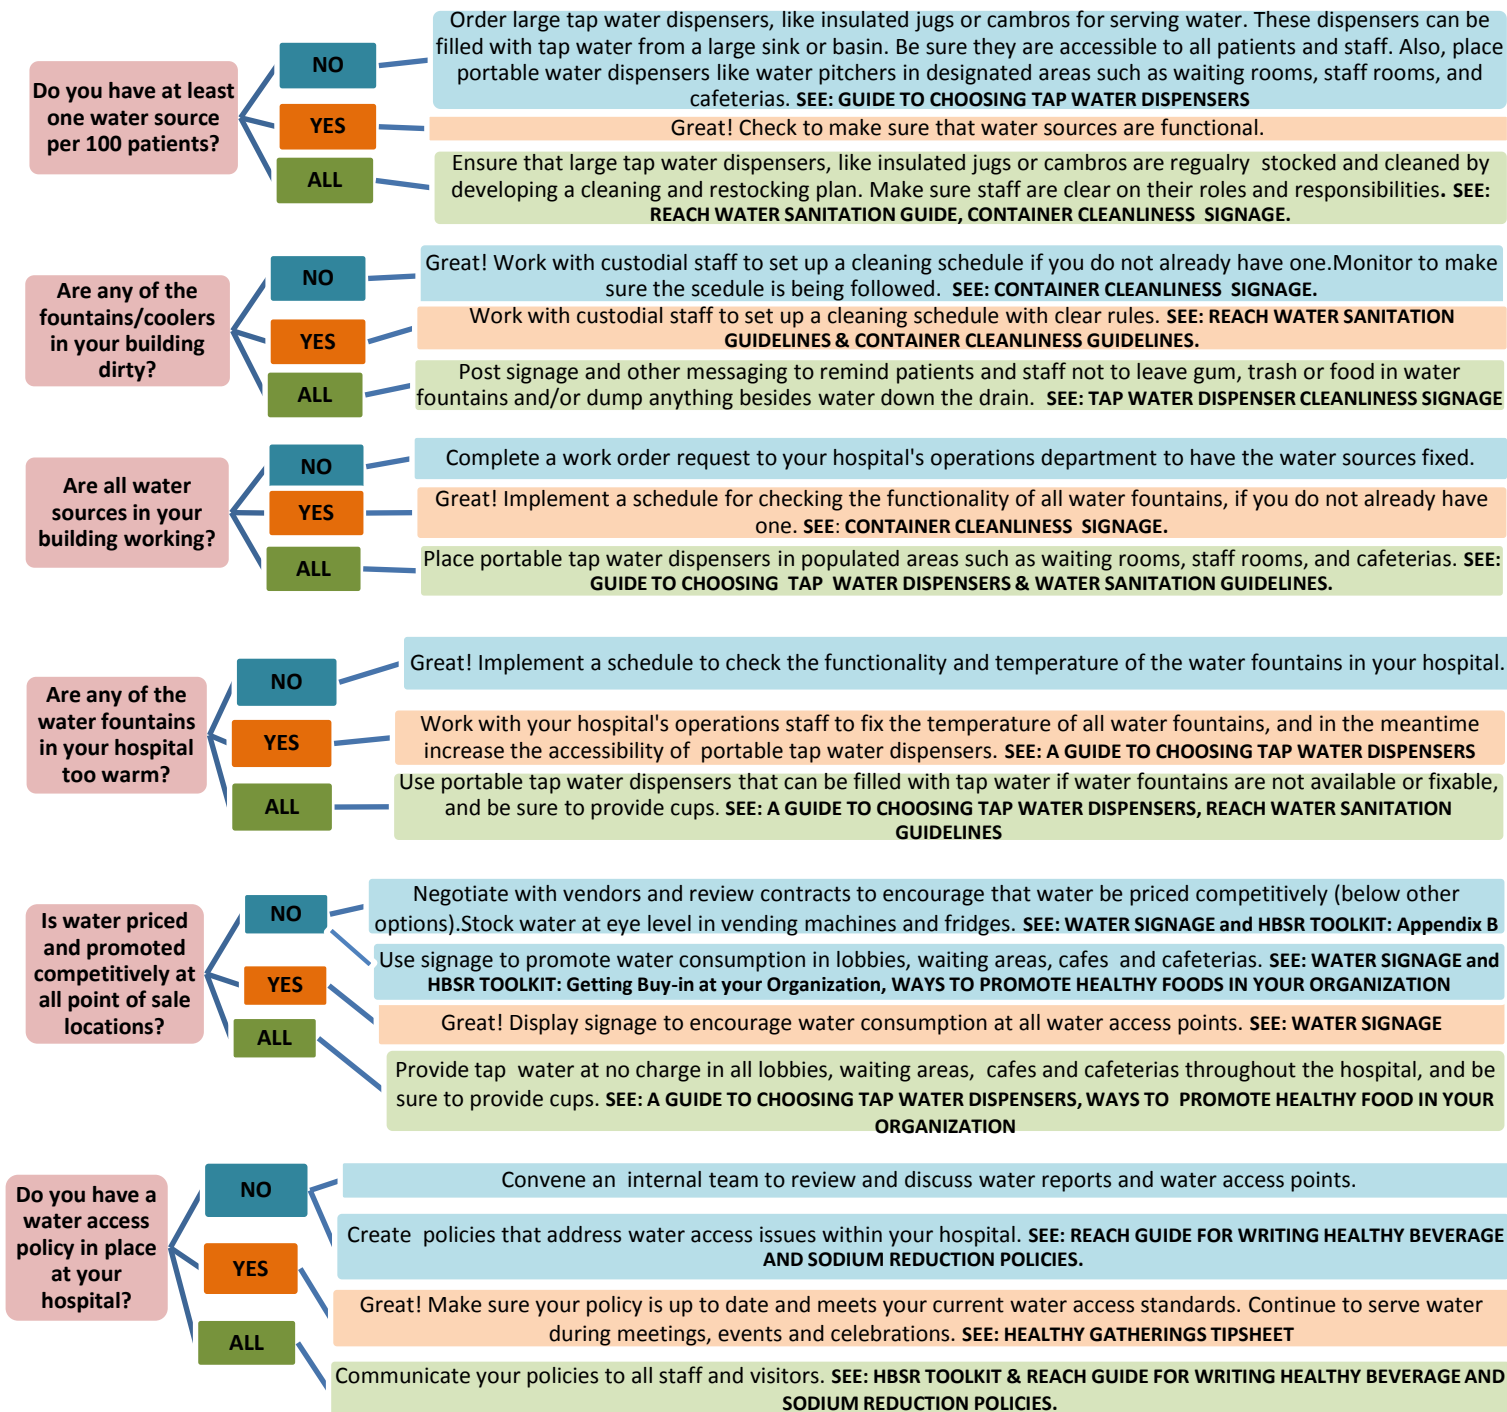 Do you have at least
one water source
per 100 patients?
NO
Order large tap water dispensers, like insulated jugs or cambros for serving water. These dispensers can be
filled with tap water from a large sink or basin. Be sure they are accessible to all patients and staff. Also, place
portable water dispensers like water pitchers in designated areas such as waiting rooms, staff rooms, and
cafeterias. SEE: GUIDE TO CHOOSING TAP WATER DISPENSERS
YES
Great! Check to make sure that water sources are functional.
ALL
Ensure that large tap water dispensers, like insulated jugs or cambros are regualry stocked and cleaned by
developing a cleaning and restocking plan. Make sure staff are clear on their roles and responsibilities. SEE:
REACH WATER SANITATION GUIDE, CONTAINER CLEANLINESS SIGNAGE.
Are any of the
fountains/coolers
in your building
dirty?
NO
Great! Work with custodial staff to set up a cleaning schedule if you do not already have one.Monitor to make
sure the scedule is being followed. SEE: CONTAINER CLEANLINESS SIGNAGE.
YES
Work with custodial staff to set up a cleaning schedule with clear rules. SEE: REACH WATER SANITATION
GUIDELINES & CONTAINER CLEANLINESS GUIDELINES.
ALL
Post signage and other messaging to remind patients and staff not to leave gum, trash or food in water
fountains and/or dump anything besides water down the drain. SEE: TAP WATER DISPENSER CLEANLINESS SIGNAGE
Are all water
sources in your
building working?
NO
Complete a work order request to your hospital's operations department to have the water sources fixed.
YES
Great! Implement a schedule for checking the functionality of all water fountains, if you do not already have
one. SEE: CONTAINER CLEANLINESS SIGNAGE.
ALL
Place portable tap water dispensers in populated areas such as waiting rooms, staff rooms, and cafeterias. SEE:
GUIDE TO CHOOSING TAP WATER DISPENSERS & WATER SANITATION GUIDELINES.
Are any of the
water fountains
in your hospital
too warm?
NO
Great! Implement a schedule to check the functionality and temperature of the water fountains in your hospital.
YES
Work with your hospital's operations staff to fix the temperature of all water fountains, and in the meantime
increase the accessibility of portable tap water dispensers. SEE: A GUIDE TO CHOOSING TAP WATER DISPENSERS
ALL
Use portable tap water dispensers that can be filled with tap water if water fountains are not available or fixable,
and be sure to provide cups. SEE: A GUIDE TO CHOOSING TAP WATER DISPENSERS, REACH WATER SANITATION
GUIDELINES
Is water priced
and promoted
competitively at
all point of sale
locations?
NO
Negotiate with vendors and review contracts to encourage that water be priced competitively (below other
options).Stock water at eye level in vending machines and fridges. SEE: WATER SIGNAGE and HBSR TOOLKIT: Appendix B
Use signage to promote water consumption in lobbies, waiting areas, cafes and cafeterias. SEE: WATER SIGNAGE and
HBSR TOOLKIT: Getting Buy-in at your Organization, WAYS TO PROMOTE HEALTHY FOODS IN YOUR ORGANIZATION
YES
Great! Display signage to encourage water consumption at all water access points. SEE: WATER SIGNAGE
ALL
Provide tap water at no charge in all lobbies, waiting areas, cafes and cafeterias throughout the hospital, and be
sure to provide cups. SEE: A GUIDE TO CHOOSING TAP WATER DISPENSERS, WAYS TO PROMOTE HEALTHY FOOD IN YOUR
ORGANIZATION
Do you have a
water access
policy in place
at your
hospital?
NO
Convene an internal team to review and discuss water reports and water access points.
Create policies that address water access issues within your hospital. SEE: REACH GUIDE FOR WRITING HEALTHY BEVERAGE
AND SODIUM REDUCTION POLICIES.
YES
Great! Make sure your policy is up to date and meets your current water access standards. Continue to serve water
during meetings, events and celebrations. SEE: HEALTHY GATHERINGS TIPSHEET
ALL
Communicate your policies to all staff and visitors. SEE: HBSR TOOLKIT & REACH GUIDE FOR WRITING HEALTHY BEVERAGE AND
SODIUM REDUCTION POLICIES.